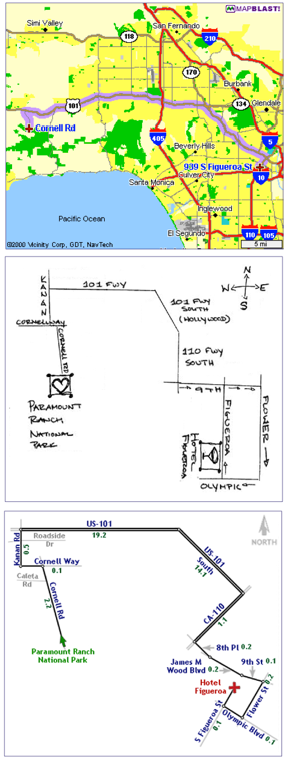 MAPBLAST!
Simi Valley
San Fernando
118
210
170
Burbank
101
134
Glendale
Cornell Rd
405
Beverly Hills
5
939 S Figueroa St
Culver City
10
Santa Monica
Inglewood
Pacific Ocean
El Segundo
110
105
©2000 Vicinity Corp, GDT, NavTech
5 mi
KANAN
101 FWY
N
W E
S
101 FWY
SOUTH
(HOLLYWOOD)
CORNELL WAY
CORNELL RD
110 FWY
SOUTH
PARAMOUNT
RANCH
NATIONAL
PARK
9TH
HOTEL
FIGUEROA
FIGUEROA
FLOWER
OLYMPIC
US-101
19.2
Roadside
Dr
Kanan Rd
0.5
Cornell Way
0.1
Caleta
Rd
Cornell Rd
2.2
Paramount Ranch
National Park
NORTH
US-101
South
14.1
CA-110
1.1
8th Pl 0.2
James M
Wood Blvd 0.2
9th St 0.1
Hotel
Figueroa
0.2
Flower St
S Figueroa St
0.1
Olympic Blvd 0.1